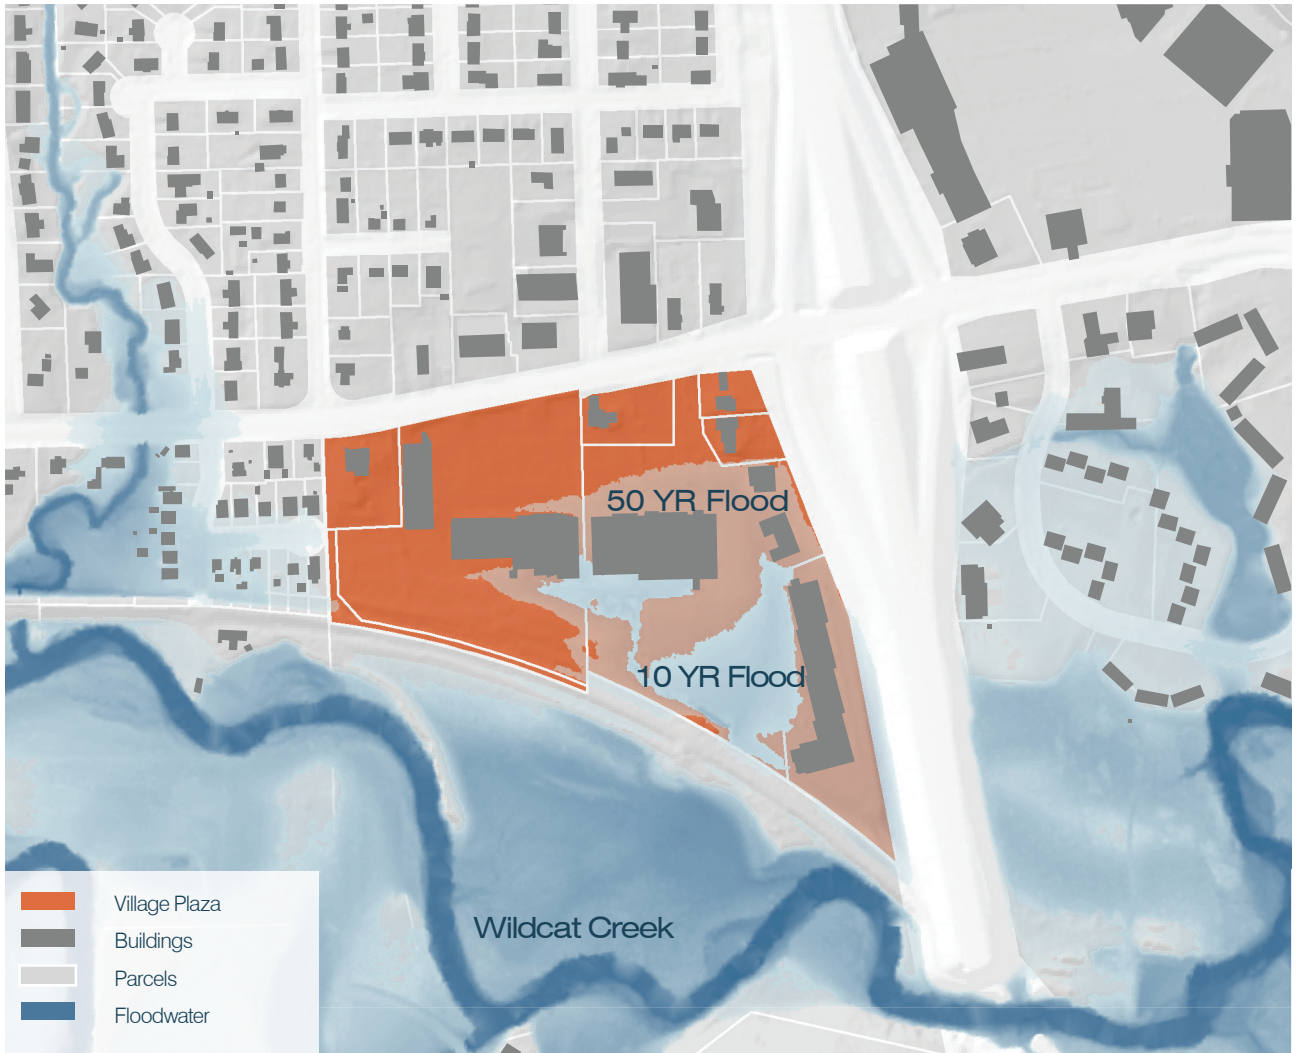 50 YR Flood
10 YR Flood
Wildcat Creek
Village Plaza
Buildings
Parcels
Floodwater